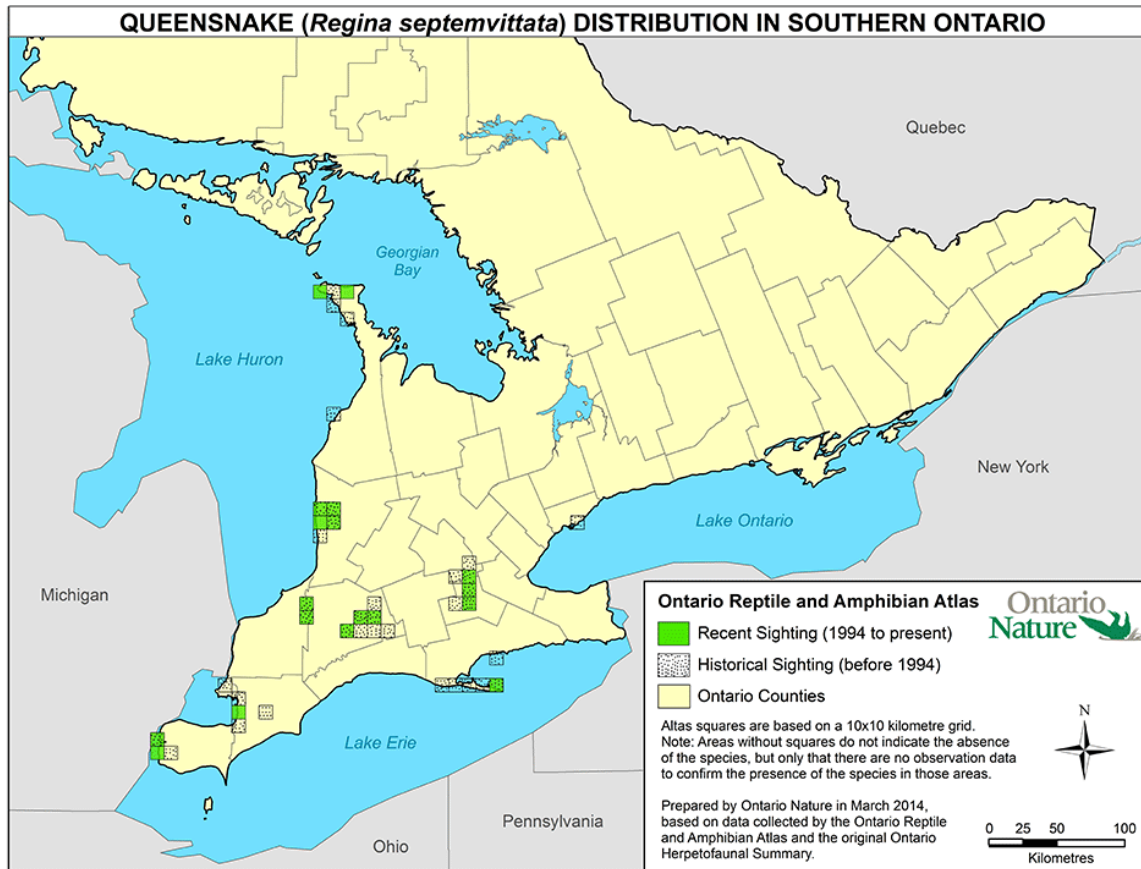 QUEENSNAKE (Regina septemvittata) DISTRIBUTION IN SOUTHERN ONTARIO
Quebec
Georgian
Bay
Lake Huron
New York
Lake Ontario
Michigan
Lake Erie
Pennsylvania
Ohio
Ontario Reptile and Amphibian Atlas
Ontario
Nature
Recent Sighting (1994 to present)
Historical Sighting (before 1994)
Ontario Counties
Altas squares are based on a 10x10 kilometre grid.
Note: Areas without squares do not indicate the absence
of the species, but only that there are no observation data
to confirm the presence of the species in those areas.
N
Prepared by Ontario Nature in March 2014,
based on data collected by the Ontario Reptile
and Amphibian Atlas and the original Ontario
Herpetofaunal Summary.
0 25 50 100
Kilometres